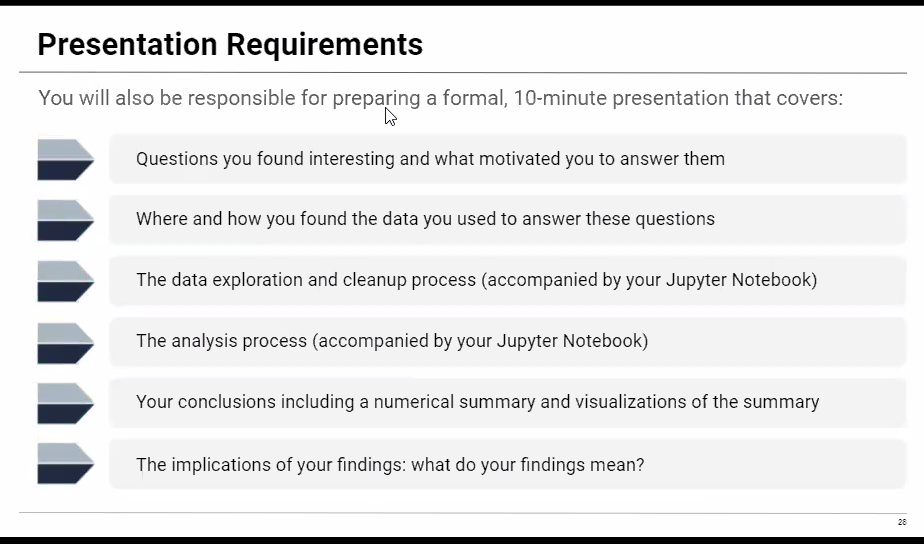 Presentation Requirements
You will also be responsible for preparing a formal, 10-minute presentation that covers:
Questions you found interesting and what motivated you to answer them
Where and how you found the data you used to answer these questions
The data exploration and cleanup process (accompanied by your Jupyter Notebook)
The analysis process (accompanied by your Jupyter Notebook)
Your conclusions including a numerical summary and visualizations of the summary
The implications of your findings: what do your findings mean?
28